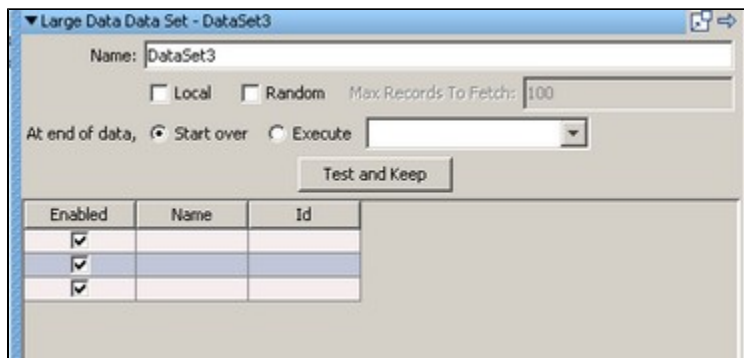 Large Data Data Set - DataSet3
Name: DataSet3
Local Random Max Records To Fetch: 100
At end of data, Start over Execute
Test and Keep
Enabled Name Id